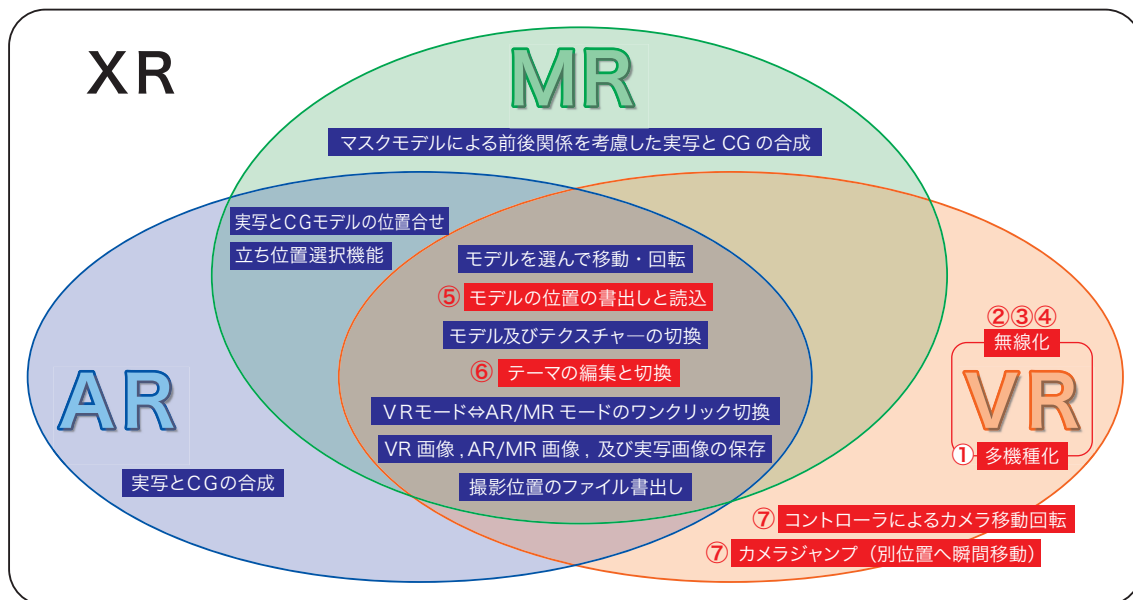 XR
MR
マスクモデルによる前後関係を考慮した実写と CG の合成
実写とCGモデルの位置合せ
立ち位置選択機能
モデルを選んで移動・回転
⑤ モデルの位置の書出しと読込
モデル及びテクスチャーの切換
⑥ テーマの編集と切換
VRモード⇔AR/MR モードのワンクリック切換
VR 画像 , AR/MR 画像 , 及び実写画像の保存
撮影位置のファイル書出し
AR
実写とCGの合成
②③④
無線化
VR
① 多機種化
⑦ コントローラによるカメラ移動回転
⑦ カメラジャンプ（別位置へ瞬間移動）